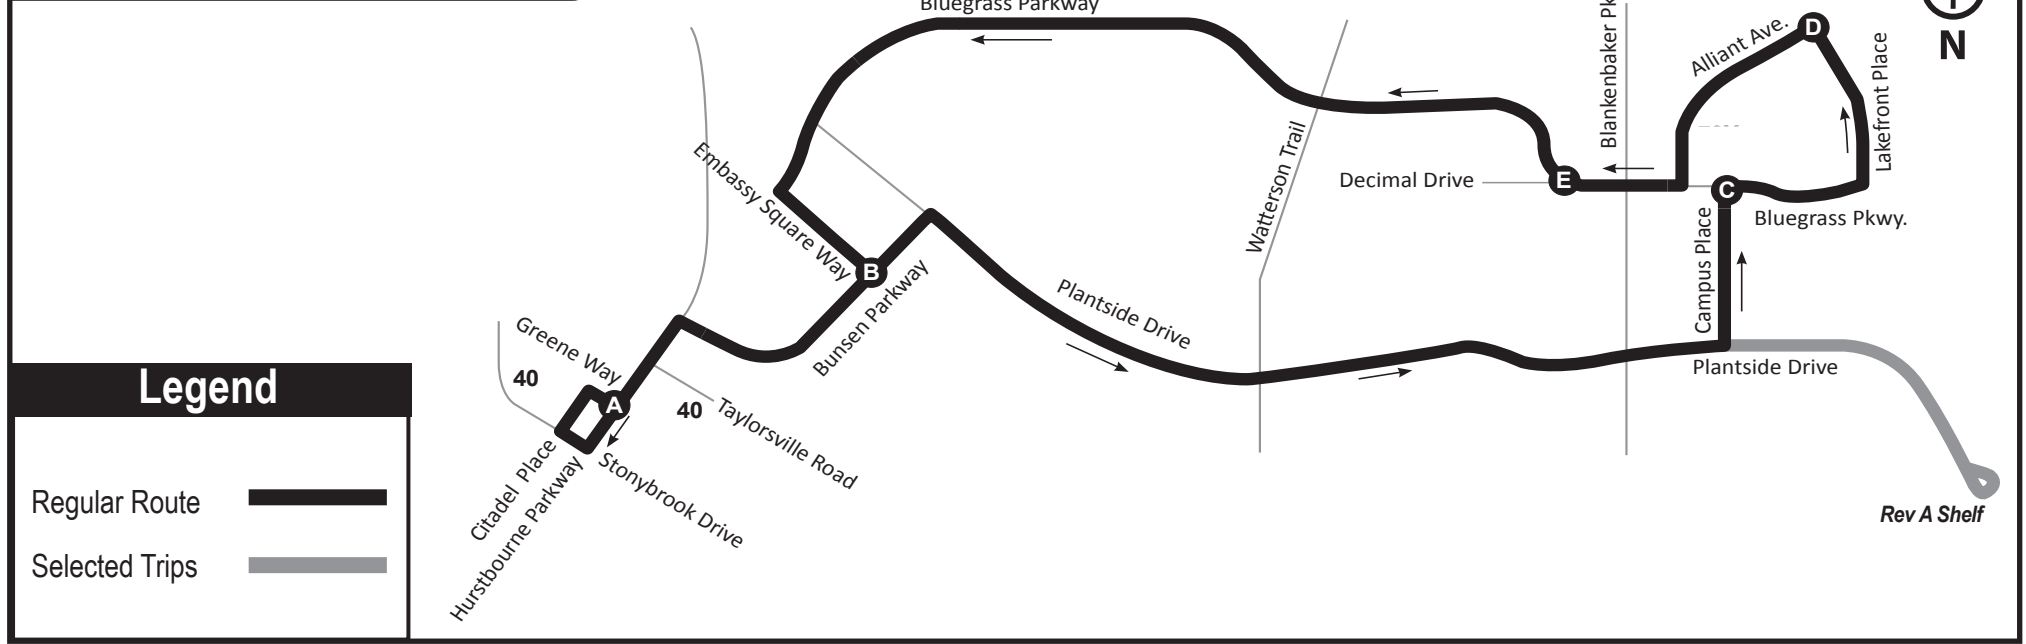 Bluegrass Parkway
Blankenbaker Pk
Alliant Ave.
D
Lakefront Place
N
Embassy Square Way
Watterson Trail
Decimal Drive
E
C
Bluegrass Pkwy.
B
Bunsen Parkway
Plantside Drive
Campus Place
Plantside Drive
Greene Way
40
A
40
Taylorsville Road
Citadel Place
Hurstbourne Parkway
Stonybrook Drive
Rev A Shelf
Legend
Regular Route
Selected Trips